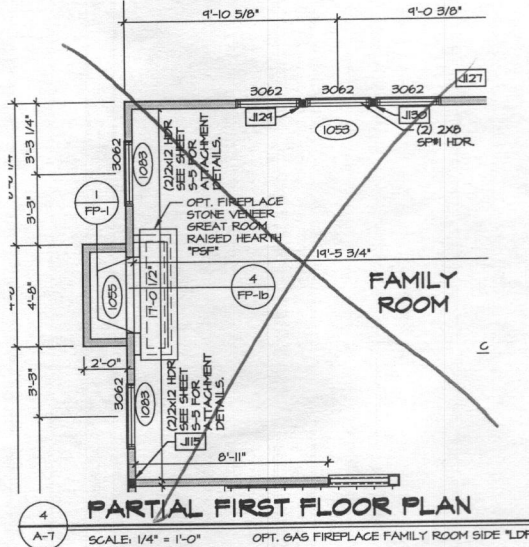 9'-10 5/8"
9'-0 3/8"
J127
3062
3062
3062
J129
J130
1053
(2) 2X8
SP#1 HDR.
3'-3 1/4"
3062
1083
(2)2x12 HDR
SEE SHEET
S-5 FOR
ATTACHMENT
DETAILS.
1
FP-1
3'-3"
OPT. FIREPLACE
STONE VENEER
GREAT ROOM
RAISED HEARTH
"PSF"
19'-5 3/4"
4
FP-1b
FAMILY
ROOM
1055
17'-0 1/2"
4'-8"
C
2'-0"
3'-3"
3062
1083
(2)2x12 HDR
SEE SHEET
S-5 FOR
ATTACHMENT
DETAILS.
J115
8'-11"
4
A-7
PARTIAL FIRST FLOOR PLAN
SCALE: 1/4" = 1'-0"
OPT. GAS FIREPLACE FAMILY ROOM SIDE